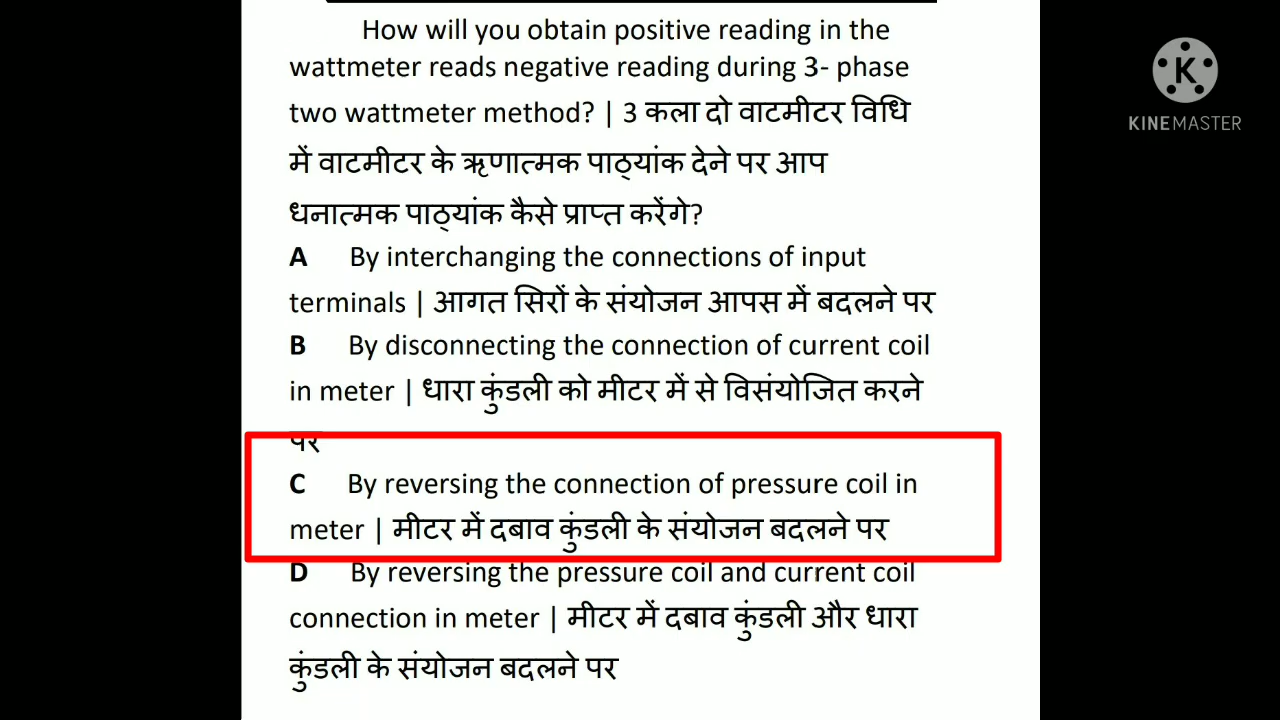 How will you obtain positive reading in the
wattmeter reads negative reading during 3- phase
two wattmeter method? | 3 कला दो वाटमीटर विधि
में वाटमीटर के ऋणात्मक पाठ्यांक देने पर आप
धनात्मक पाठ्यांक कैसे प्राप्त करेंगे?
A By interchanging the connections of input
terminals | आगत सिरों के संयोजन आपस में बदलने पर
B By disconnecting the connection of current coil
in meter | धारा कुंडली को मीटर में से विसंयोजित करने
पर
C By reversing the connection of pressure coil in
meter | मीटर में दबाव कुंडली के संयोजन बदलने पर
D By reversing the pressure coil and current coil
connection in meter | मीटर में दबाव कुंडली और धारा
कुंडली के संयोजन बदलने पर
K
KINEMASTER